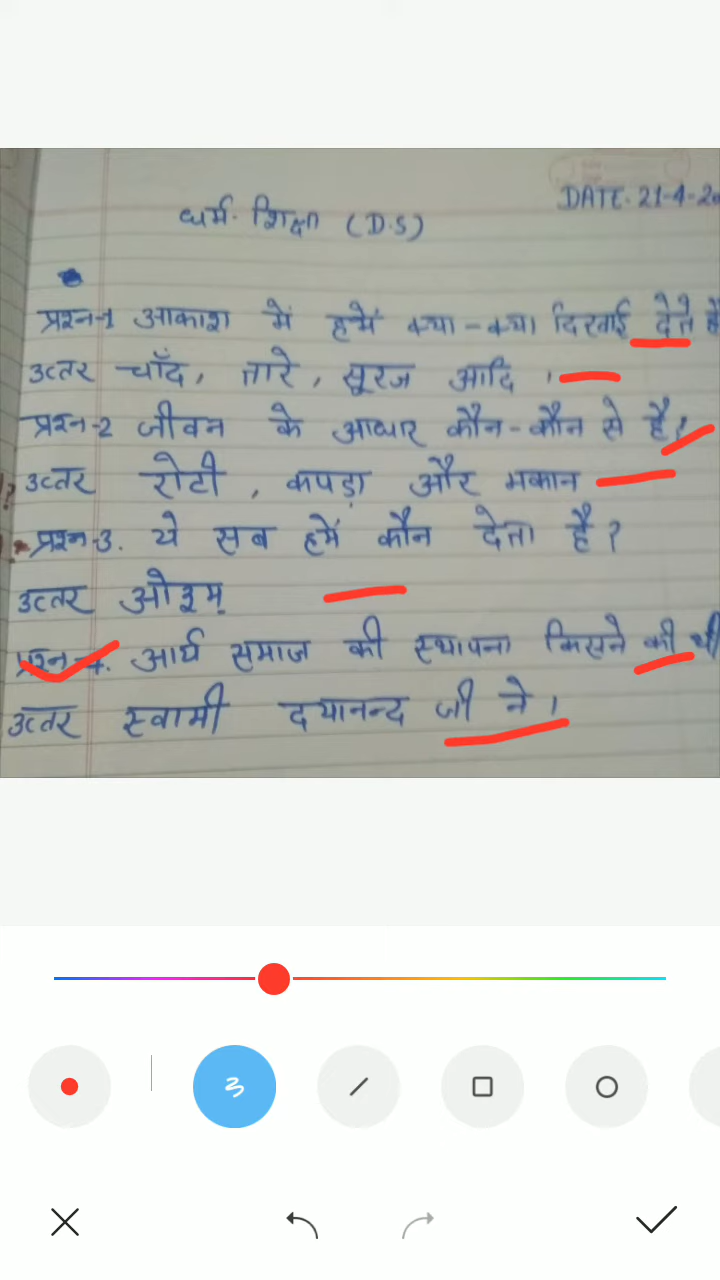 धर्म शिक्षा (D.S)
DATE. 21-4-2
प्रश्न-1 आकाश में हमें क्या-क्या दिखाई देते हैं
उत्तर चाँद, तारे, सूरज आदि ।
प्रश्न-2 जीवन के आधार कौन-कौन से है?
उत्तर रोटी, कपड़ा और मकान
प्रश्न-3. ये सब हमें कौन देता है?
उत्तर ओ३म्
प्रश्न-4. आर्य समाज की स्थापना किसने की थी
उत्तर स्वामी दयानन्द जी ने।